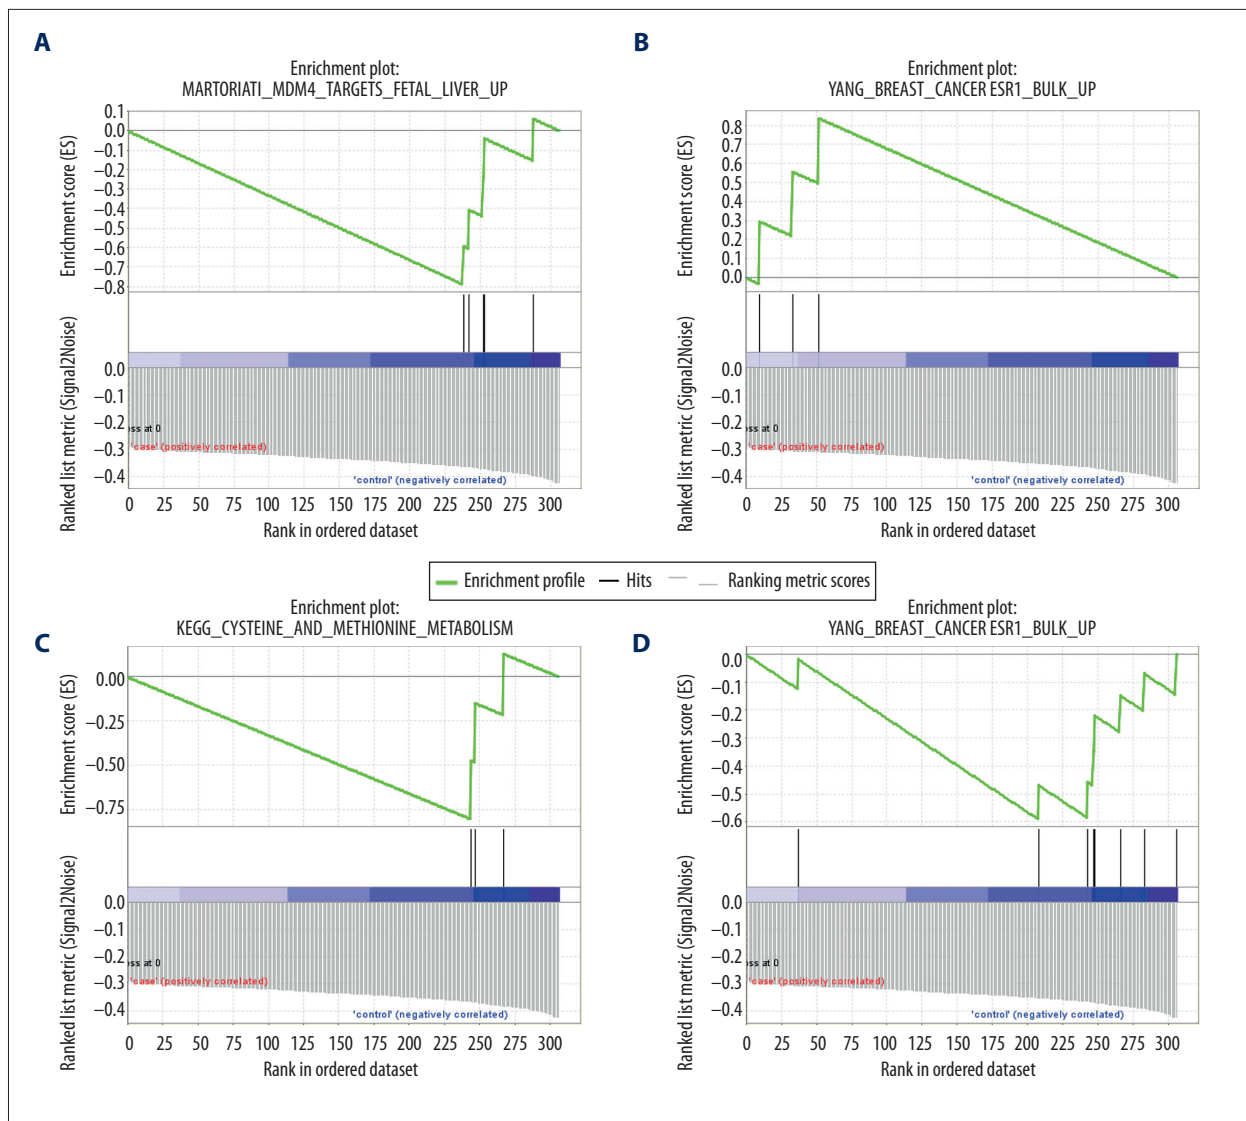 A
Enrichment plot:
MARTORIATI_MDM4_TARGETS_FETAL_LIVER_UP
Enrichment score (ES)
0.1
0.0
−0.1
−0.2
−0.3
−0.4
−0.5
−0.6
−0.7
−0.8
Ranked list metric (Signal2Noise)
0.0
−0.1
−0.2
−0.3
−0.4
oss at 0
'case' (positively correlated)
'control' (negatively correlated)
0 25 50 75 100 125 150 175 200 225 250 275 300
Rank in ordered dataset
B
Enrichment plot:
YANG_BREAST_CANCER ESR1_BULK_UP
Enrichment score (ES)
0.8
0.7
0.6
0.5
0.4
0.3
0.2
0.1
0.0
Ranked list metric (Signal2Noise)
0.0
−0.1
−0.2
−0.3
−0.4
oss at 0
'case' (positively correlated)
'control' (negatively correlated)
0 25 50 75 100 125 150 175 200 225 250 275 300
Rank in ordered dataset
Enrichment profile Hits Ranking metric scores
C
Enrichment plot:
KEGG_CYSTEINE_AND_METHIONINE_METABOLISM
Enrichment score (ES)
0.00
−0.25
−0.50
−0.75
Ranked list metric (Signal2Noise)
0.0
−0.1
−0.2
−0.3
−0.4
oss at 0
'case' (positively correlated)
'control' (negatively correlated)
0 25 50 75 100 125 150 175 200 225 250 275 300
Rank in ordered dataset
D
Enrichment plot:
YANG_BREAST_CANCER ESR1_BULK_UP
Enrichment score (ES)
0.0
−0.1
−0.2
−0.3
−0.4
−0.5
−0.6
Ranked list metric (Signal2Noise)
0.0
−0.1
−0.2
−0.3
−0.4
oss at 0
'case' (positively correlated)
'control' (negatively correlated)
0 25 50 75 100 125 150 175 200 225 250 275 300
Rank in ordered dataset